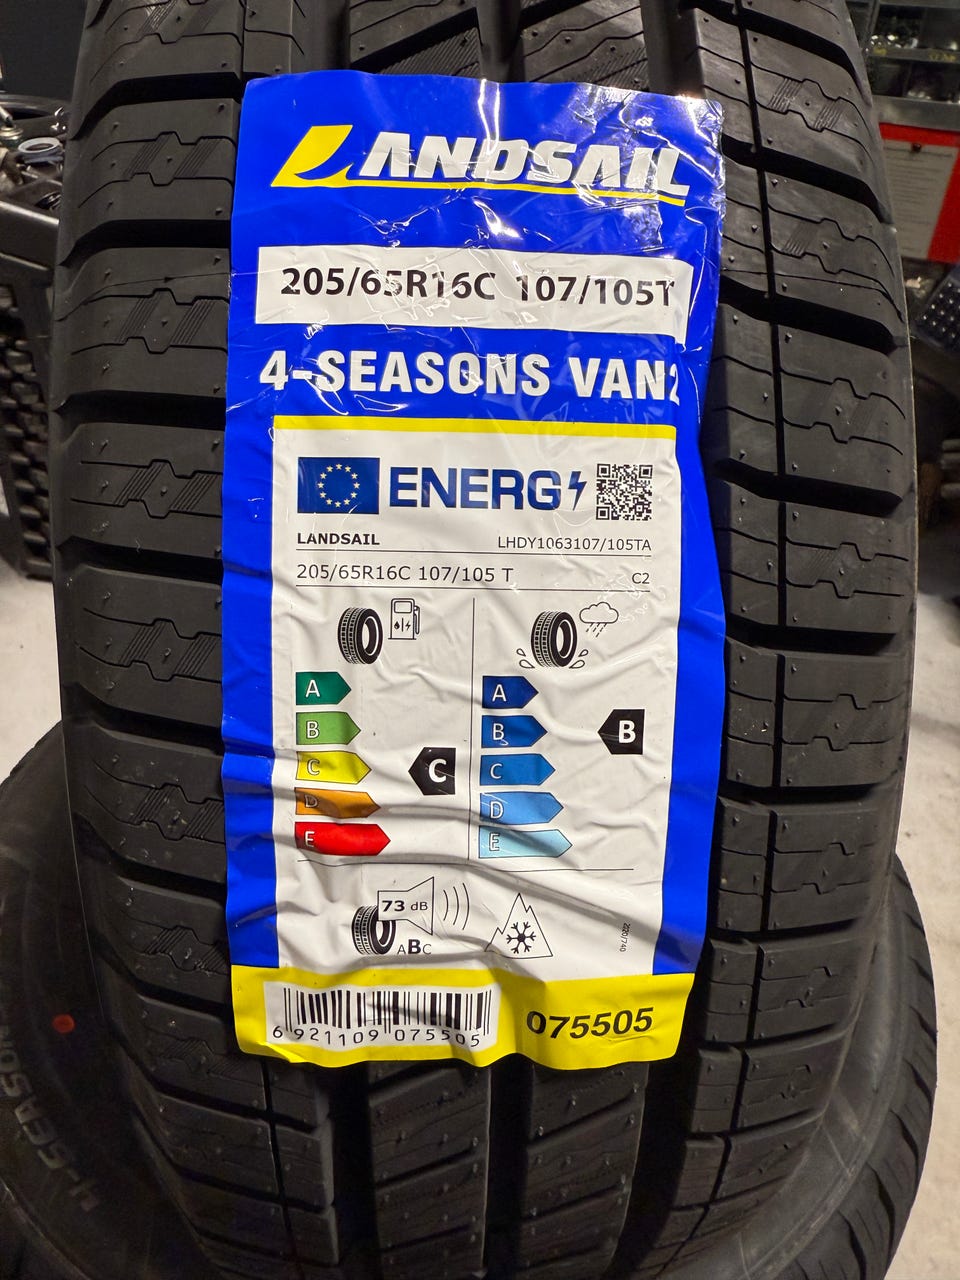 LANDSAIL
205/65R16C 107/105T
4-SEASONS VAN2
ENERG
LANDSAIL LHDY1063107/105TA
205/65R16C 107/105 T C2
A A
B B B
C C C
D D
E E
73 dB
ABC
2020/740
6 921109 075505
075505